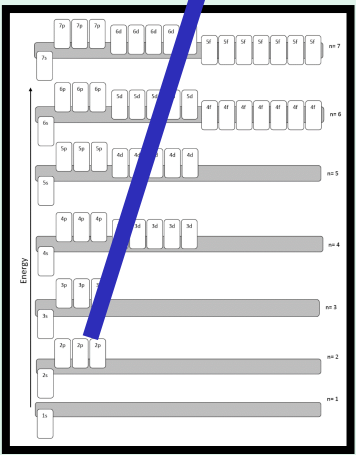 7p 7p 7p 6d 6d 6d 6d
5f 5f 5f 5f 5f 5f 5f
n= 7
7s
6p 6p 6p 5d 5d 5d
4f 4f 4f 4f 4f 4f 4f
n= 6
6s
5p 5p 5p 4d 4d 4d
n= 5
5s
4p 4p 4p 3d 3d 3d 3d
n= 4
4s
Energy
3p 3p
n= 3
3s
2p 2p 2p
n= 2
2s
n= 1
1s